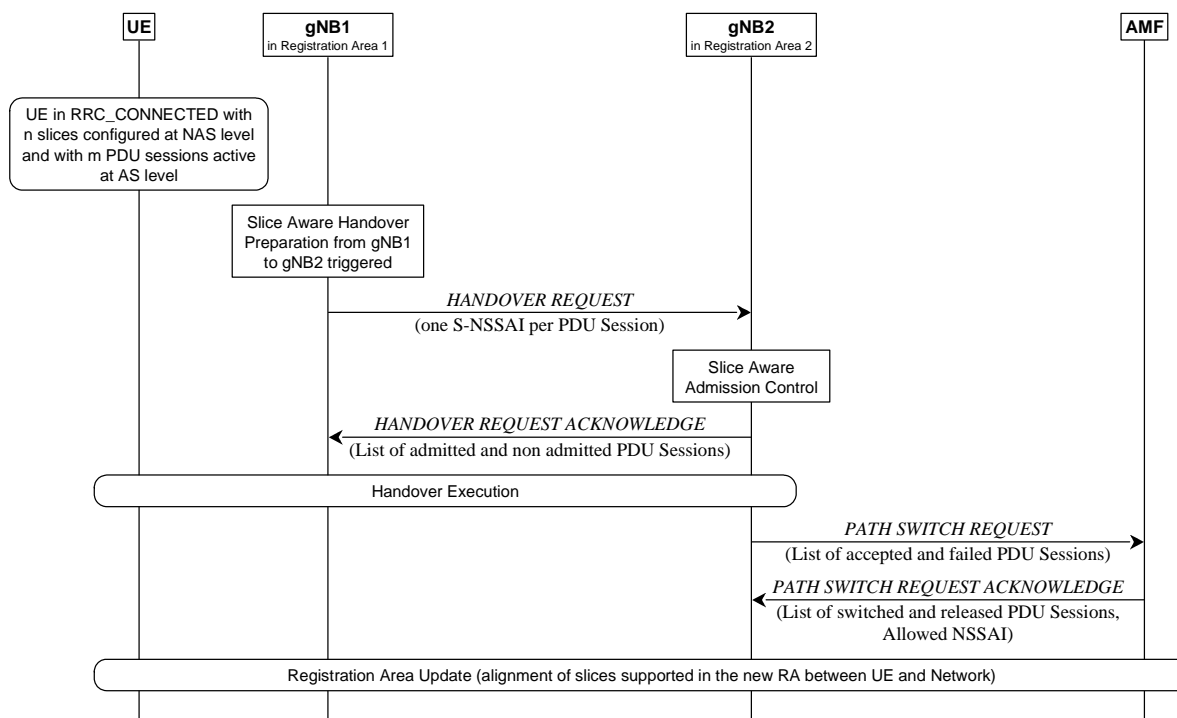 UE
gNB1
in Registration Area 1
gNB2
in Registration Area 2
AMF
UE in RRC_CONNECTED with
n slices configured at NAS level
and with m PDU sessions active
at AS level
Slice Aware Handover
Preparation from gNB1
to gNB2 triggered
HANDOVER REQUEST
(one S-NSSAI per PDU Session)
Slice Aware
Admission Control
HANDOVER REQUEST ACKNOWLEDGE
(List of admitted and non admitted PDU Sessions)
Handover Execution
PATH SWITCH REQUEST
(List of accepted and failed PDU Sessions)
PATH SWITCH REQUEST ACKNOWLEDGE
(List of switched and released PDU Sessions,
Allowed NSSAI)
Registration Area Update (alignment of slices supported in the new RA between UE and Network)